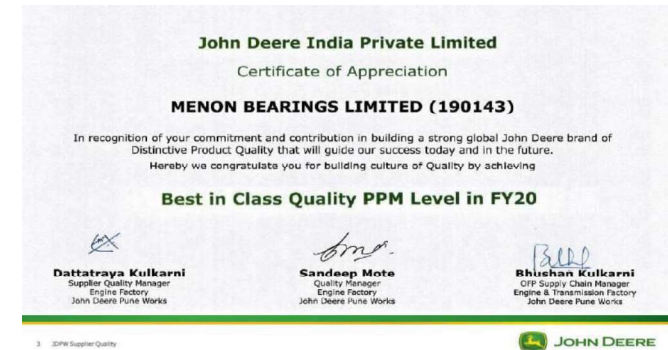 John Deere India Private Limited
Certificate of Appreciation
MENON BEARINGS LIMITED (190143)
In recognition of your commitment and contribution in building a strong global John Deere brand of
Distinctive Product Quality that will guide our success today and in the future.
Hereby we congratulate you for building culture of Quality by achieving
Best in Class Quality PPM Level in FY20
Dattatraya Kulkarni
Supplier Quality Manager
Engine Factory
John Deere Pune Works
Sandeep Mote
Quality Manager
Engine Factory
John Deere Pune Works
Bhushan Kulkarni
OFP Supply Chain Manager
Engine & Transmission Factory
John Deere Pune Works
3 JDPW Supplier Quality
JOHN DEERE